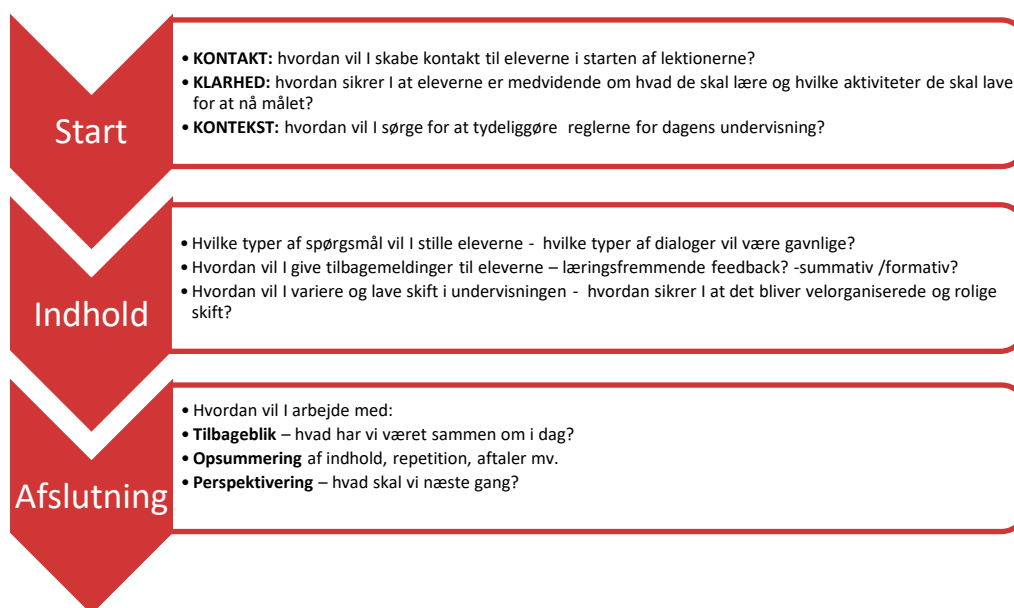 Start
• KONTAKT: hvordan vil I skabe kontakt til eleverne i starten af lektionerne?
• KLARHED: hvordan sikrer I at eleverne er medvidende om hvad de skal lære og hvilke aktiviteter de skal lave
for at nå målet?
• KONTEKST: hvordan vil I sørge for at tydeliggøre reglerne for dagens undervisning?
Indhold
• Hvilke typer af spørgsmål vil I stille eleverne - hvilke typer af dialoger vil være gavnlige?
• Hvordan vil I give tilbagemeldinger til eleverne – læringsfremmende feedback? -summativ /formativ?
• Hvordan vil I variere og lave skift i undervisningen - hvordan sikrer I at det bliver velorganiserede og rolige
skift?
Afslutning
• Hvordan vil I arbejde med:
• Tilbageblik – hvad har vi været sammen om i dag?
• Opsummering af indhold, repetition, aftaler mv.
• Perspektivering – hvad skal vi næste gang?